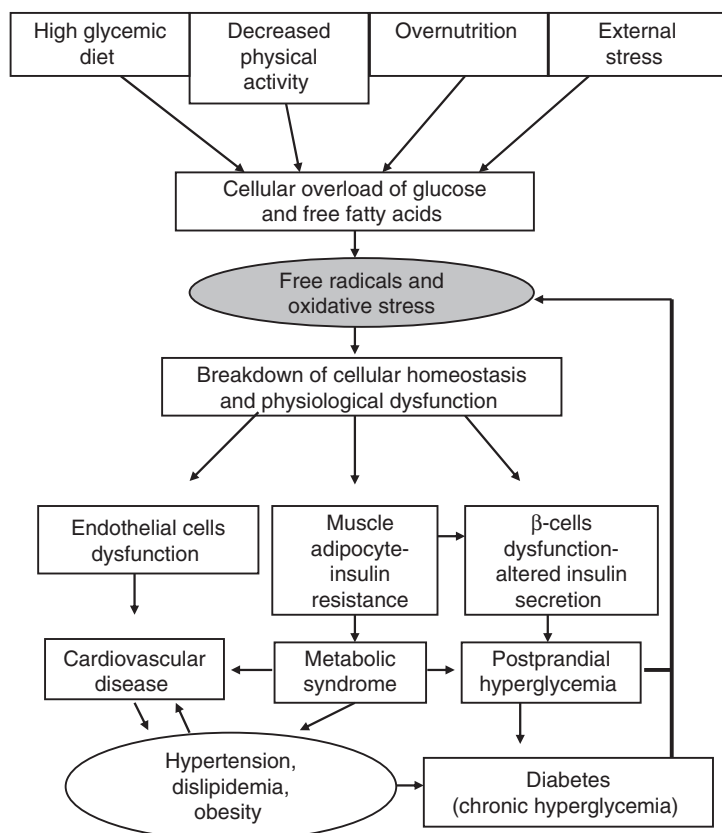 High glycemic
diet
Decreased
physical
activity
Overnutrition
External
stress
Cellular overload of glucose
and free fatty acids
Free radicals and
oxidative stress
Breakdown of cellular homeostasis
and physiological dysfunction
Endothelial cells
dysfunction
Muscle
adipocyte-
insulin
resistance
β-cells
dysfunction-
altered insulin
secretion
Cardiovascular
disease
Metabolic
syndrome
Postprandial
hyperglycemia
Hypertension,
dislipidemia,
obesity
Diabetes
(chronic hyperglycemia)